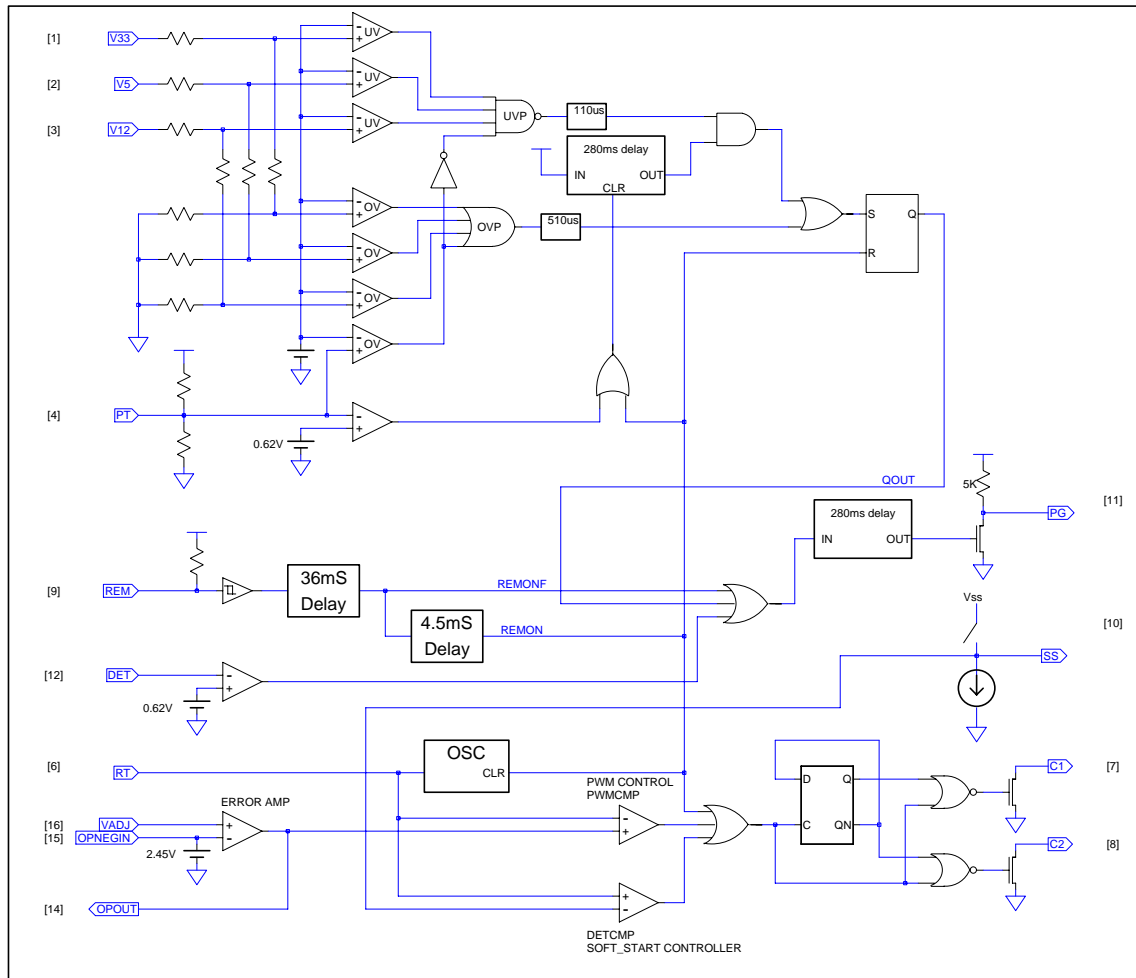 [1] V33 - + UV
[2] V5 - + UV
[3] V12 - + UV
UVP 110us
280ms delay
IN OUT
CLR
- + OV
OVP 510us
S Q
R
- + OV
- + OV
- + OV
[4] PT - +
0.62V
QOUT
5K
[11]
PG
280ms delay
IN OUT
[9] REM
36mS
Delay
REMONF
4.5mS
Delay
REMON
Vss
[10]
SS
[12] DET - +
0.62V
[6] RT
OSC
CLR
PWM CONTROL
PWMCMP
- +
D Q
C QN
C1 [7]
C2 [8]
ERROR AMP
[16] VADJ +
[15] OPNEGIN -
2.45V
[14] OPOUT
+ -
DETCMP
SOFT_START CONTROLLER